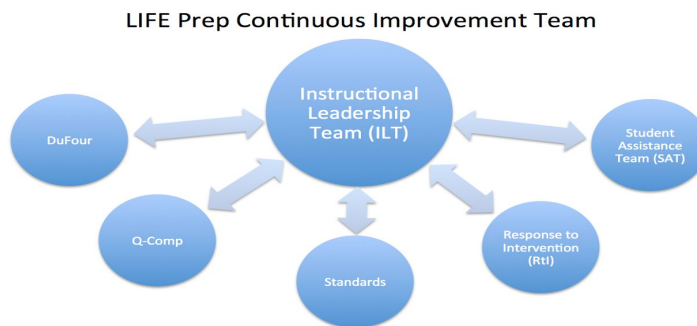 LIFE Prep Continuous Improvement Team
Instructional
Leadership
Team (ILT)
DuFour
Student
Assistance
Team (SAT)
Q-Comp
Response to
Intervention
(RtI)
Standards